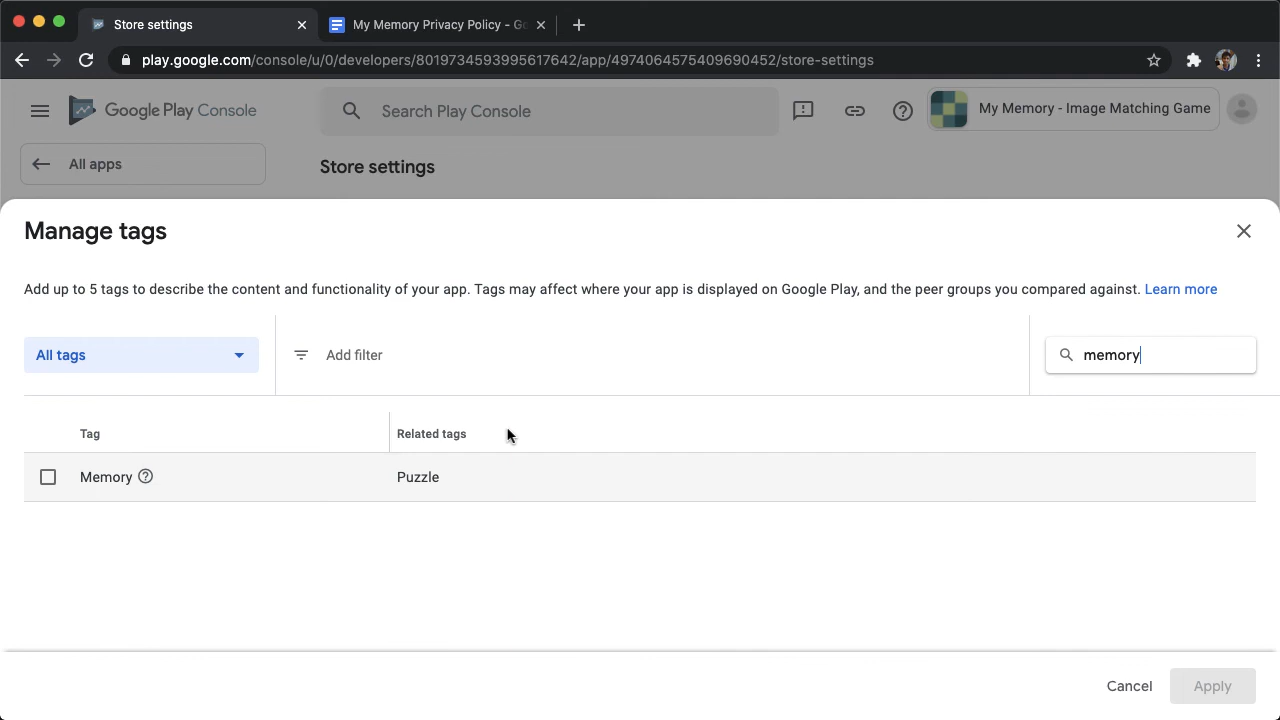 Store settings
My Memory Privacy Policy - Go
play.google.com/console/u/0/developers/8019734593995617642/app/4974064575409690452/store-settings
Google Play Console
Search Play Console
My Memory - Image Matching Game
All apps
Store settings
Manage tags
Add up to 5 tags to describe the content and functionality of your app. Tags may affect where your app is displayed on Google Play, and the peer groups you compared against. Learn more
All tags
Add filter
memory
Tag
Related tags
Memory
Puzzle
Cancel
Apply